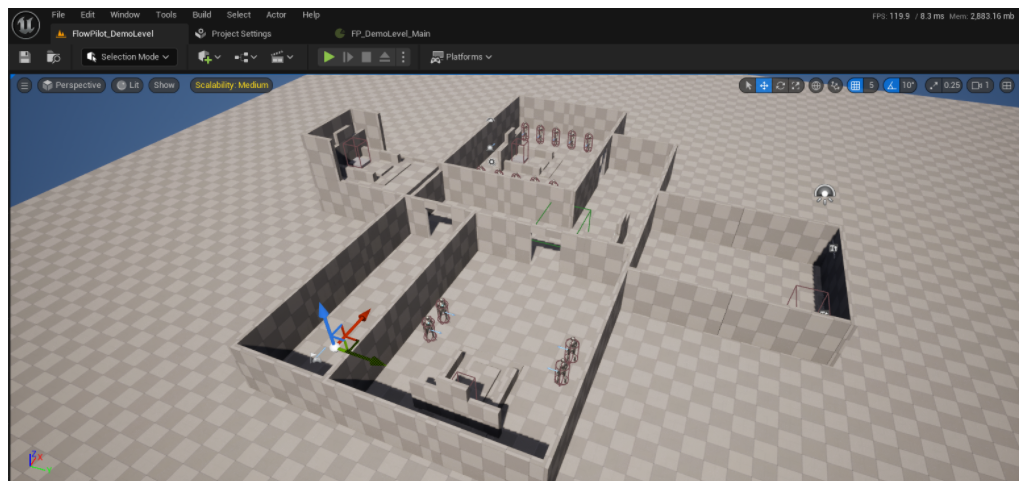 File Edit Window Tools Build Select Actor Help
FPS: 119.9 / 8.3 ms Mem: 2,883.16 mb
FlowPilot_DemoLevel Project Settings FP_DemoLevel_Main
Selection Mode Platforms
Perspective Lit Show Scalability: Medium 5 10° 0.25 1
Z X